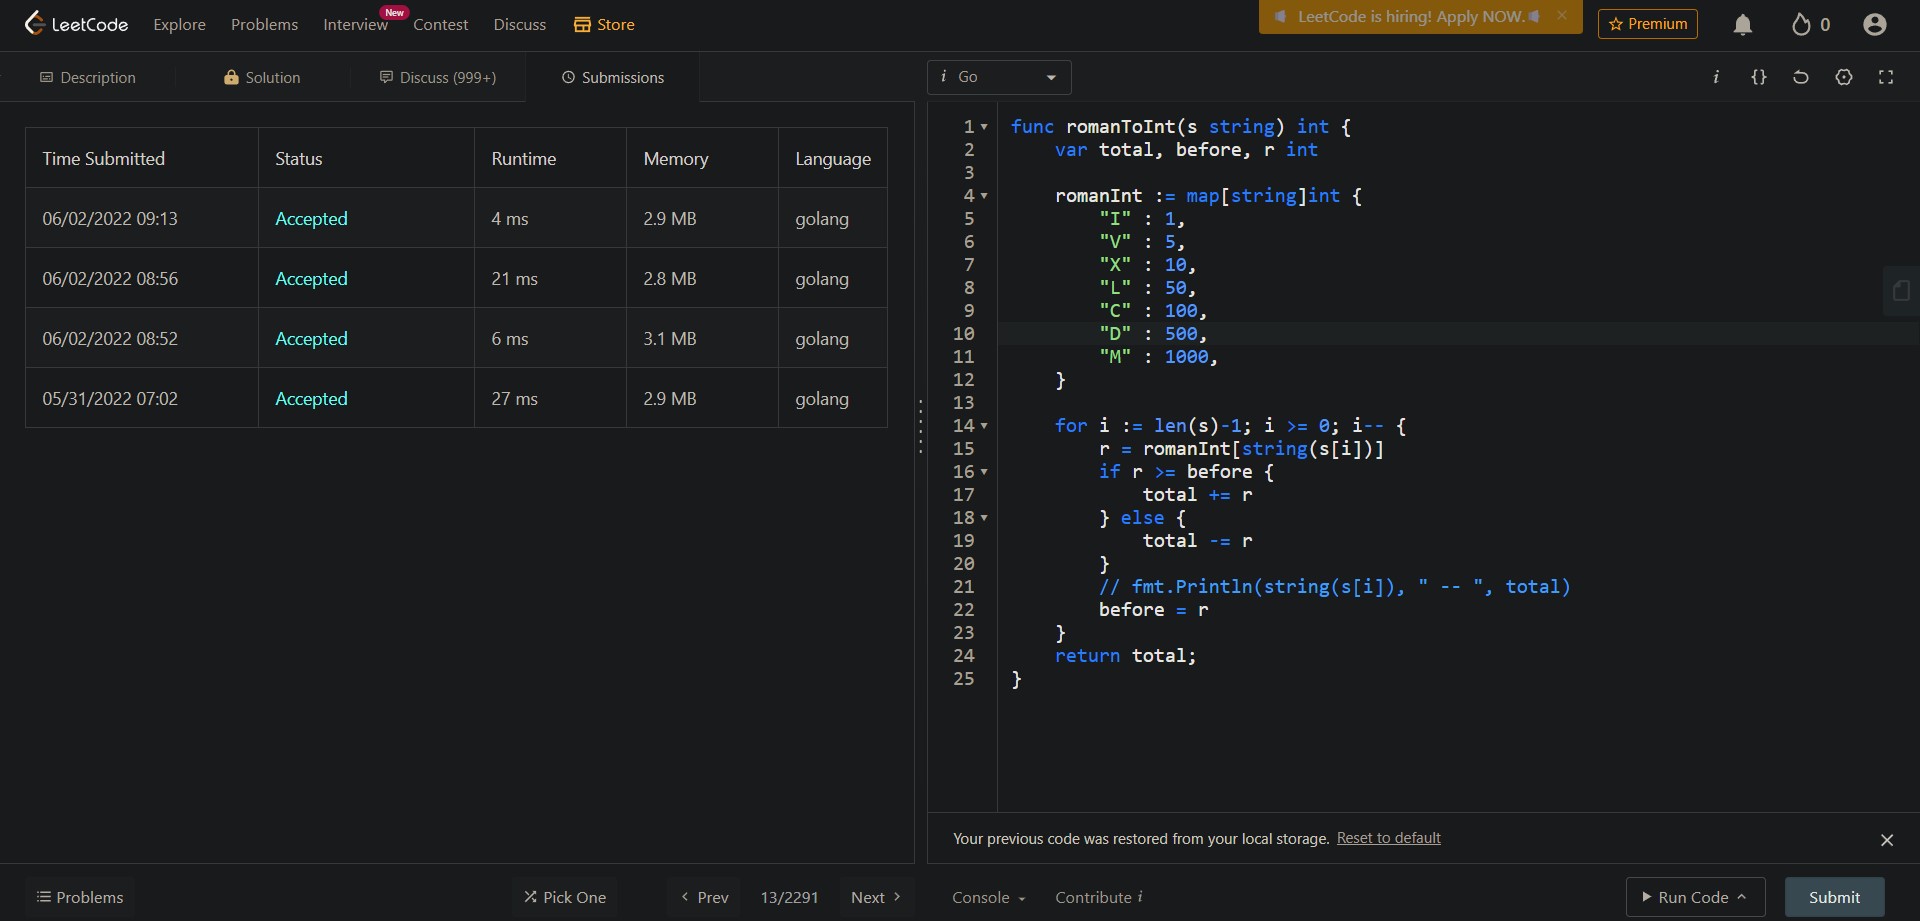 LeetCode Explore Problems Interview New Contest Discuss Store LeetCode is hiring! Apply NOW. Premium 0
Description Solution Discuss (999+) Submissions
Time Submitted Status Runtime Memory Language
06/02/2022 09:13 Accepted 4 ms 2.9 MB golang
06/02/2022 08:56 Accepted 21 ms 2.8 MB golang
06/02/2022 08:52 Accepted 6 ms 3.1 MB golang
05/31/2022 07:02 Accepted 27 ms 2.9 MB golang
i Go i {}
1 func romanToInt(s string) int {
2 var total, before, r int
3
4 romanInt := map[string]int {
5 "I" : 1,
6 "V" : 5,
7 "X" : 10,
8 "L" : 50,
9 "C" : 100,
10 "D" : 500,
11 "M" : 1000,
12 }
13
14 for i := len(s)-1; i >= 0; i-- {
15 r = romanInt[string(s[i])]
16 if r >= before {
17 total += r
18 } else {
19 total -= r
20 }
21 // fmt.Println(string(s[i]), " -- ", total)
22 before = r
23 }
24 return total;
25 }
Your previous code was restored from your local storage. Reset to default
Problems Pick One < Prev 13/2291 Next > Console Contribute i Run Code Submit